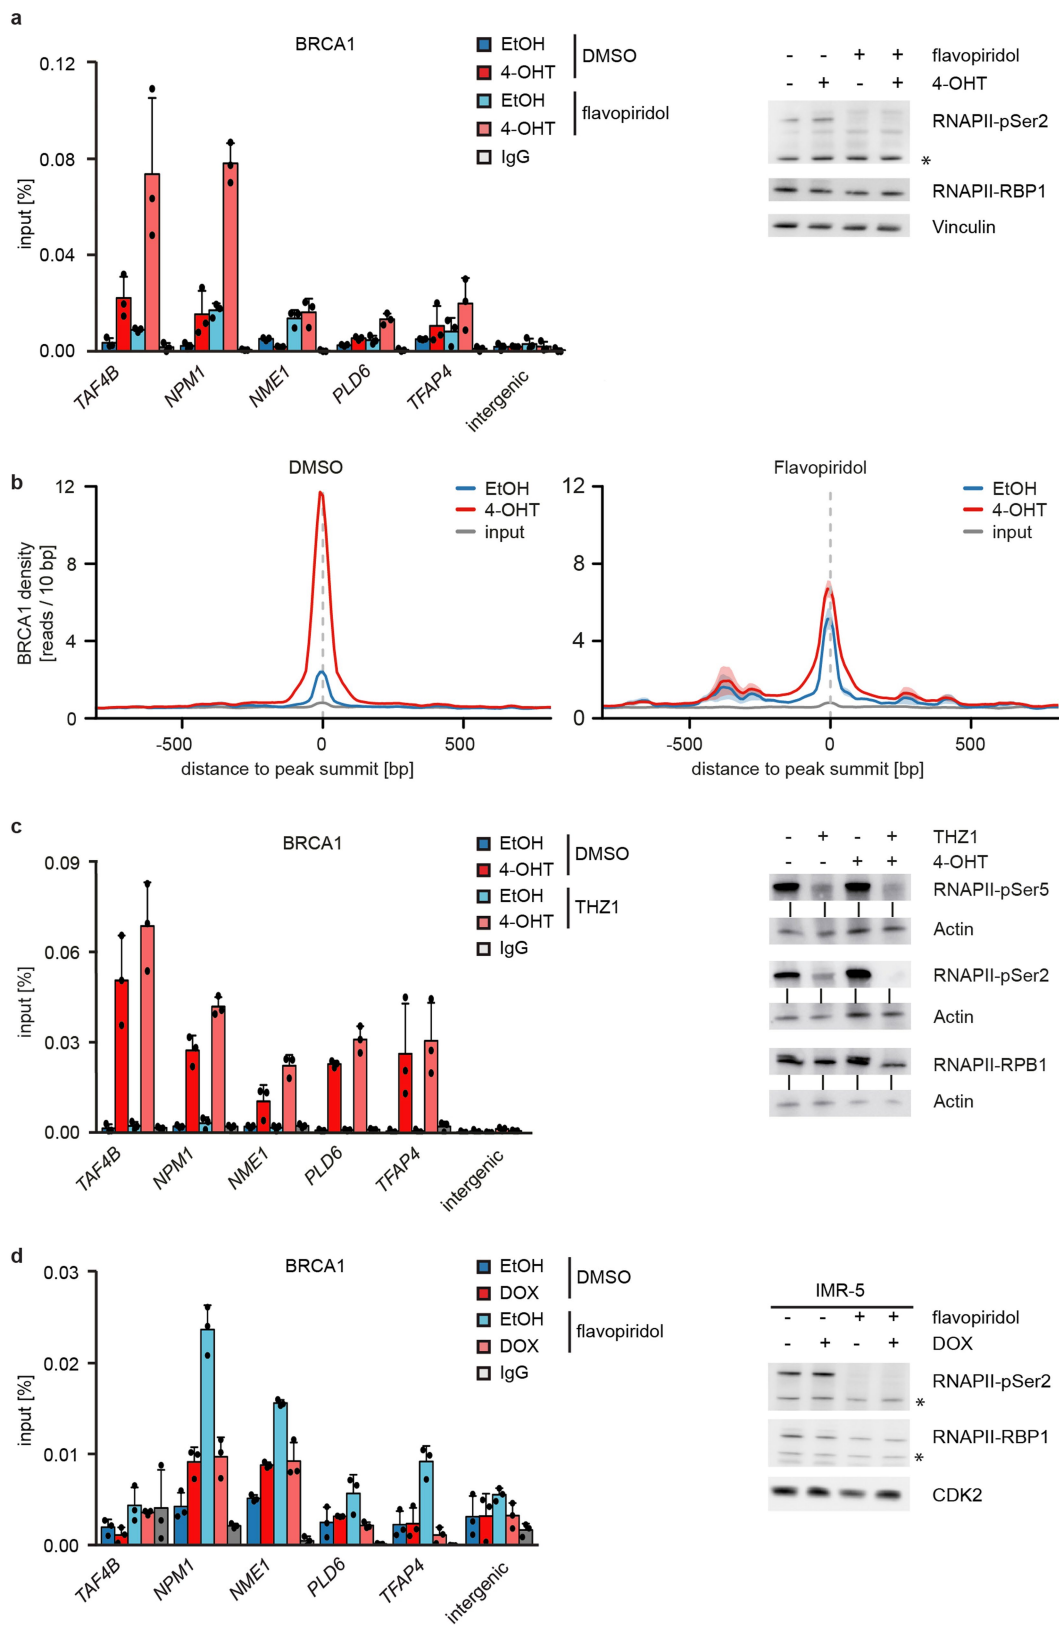 a
BRCA1
EtOH
4-OHT
DMSO
EtOH
4-OHT
flavopiridol
IgG
input [%]
0.12
0.08
0.04
0.00
TAF4B
NPM1
NME1
PLD6
TFAP4
intergenic
- - + + flavopiridol
- + - + 4-OHT
RNAPII-pSer2
*
RNAPII-RBP1
Vinculin
b
DMSO
EtOH
4-OHT
input
BRCA1 density
[reads / 10 bp]
12
8
4
0
-500 0 500
distance to peak summit [bp]
Flavopiridol
EtOH
4-OHT
input
12
8
4
0
-500 0 500
distance to peak summit [bp]
c
BRCA1
EtOH
4-OHT
DMSO
EtOH
4-OHT
THZ1
IgG
input [%]
0.09
0.06
0.03
0.00
TAF4B
NPM1
NME1
PLD6
TFAP4
intergenic
- + - + THZ1
- - + + 4-OHT
RNAPII-pSer5
Actin
RNAPII-pSer2
Actin
RNAPII-RPB1
Actin
d
BRCA1
EtOH
DOX
DMSO
EtOH
DOX
flavopiridol
IgG
input [%]
0.03
0.02
0.01
0.00
TAF4B
NPM1
NME1
PLD6
TFAP4
intergenic
IMR-5
- - + + flavopiridol
- + - + DOX
RNAPII-pSer2
*
RNAPII-RBP1
*
CDK2